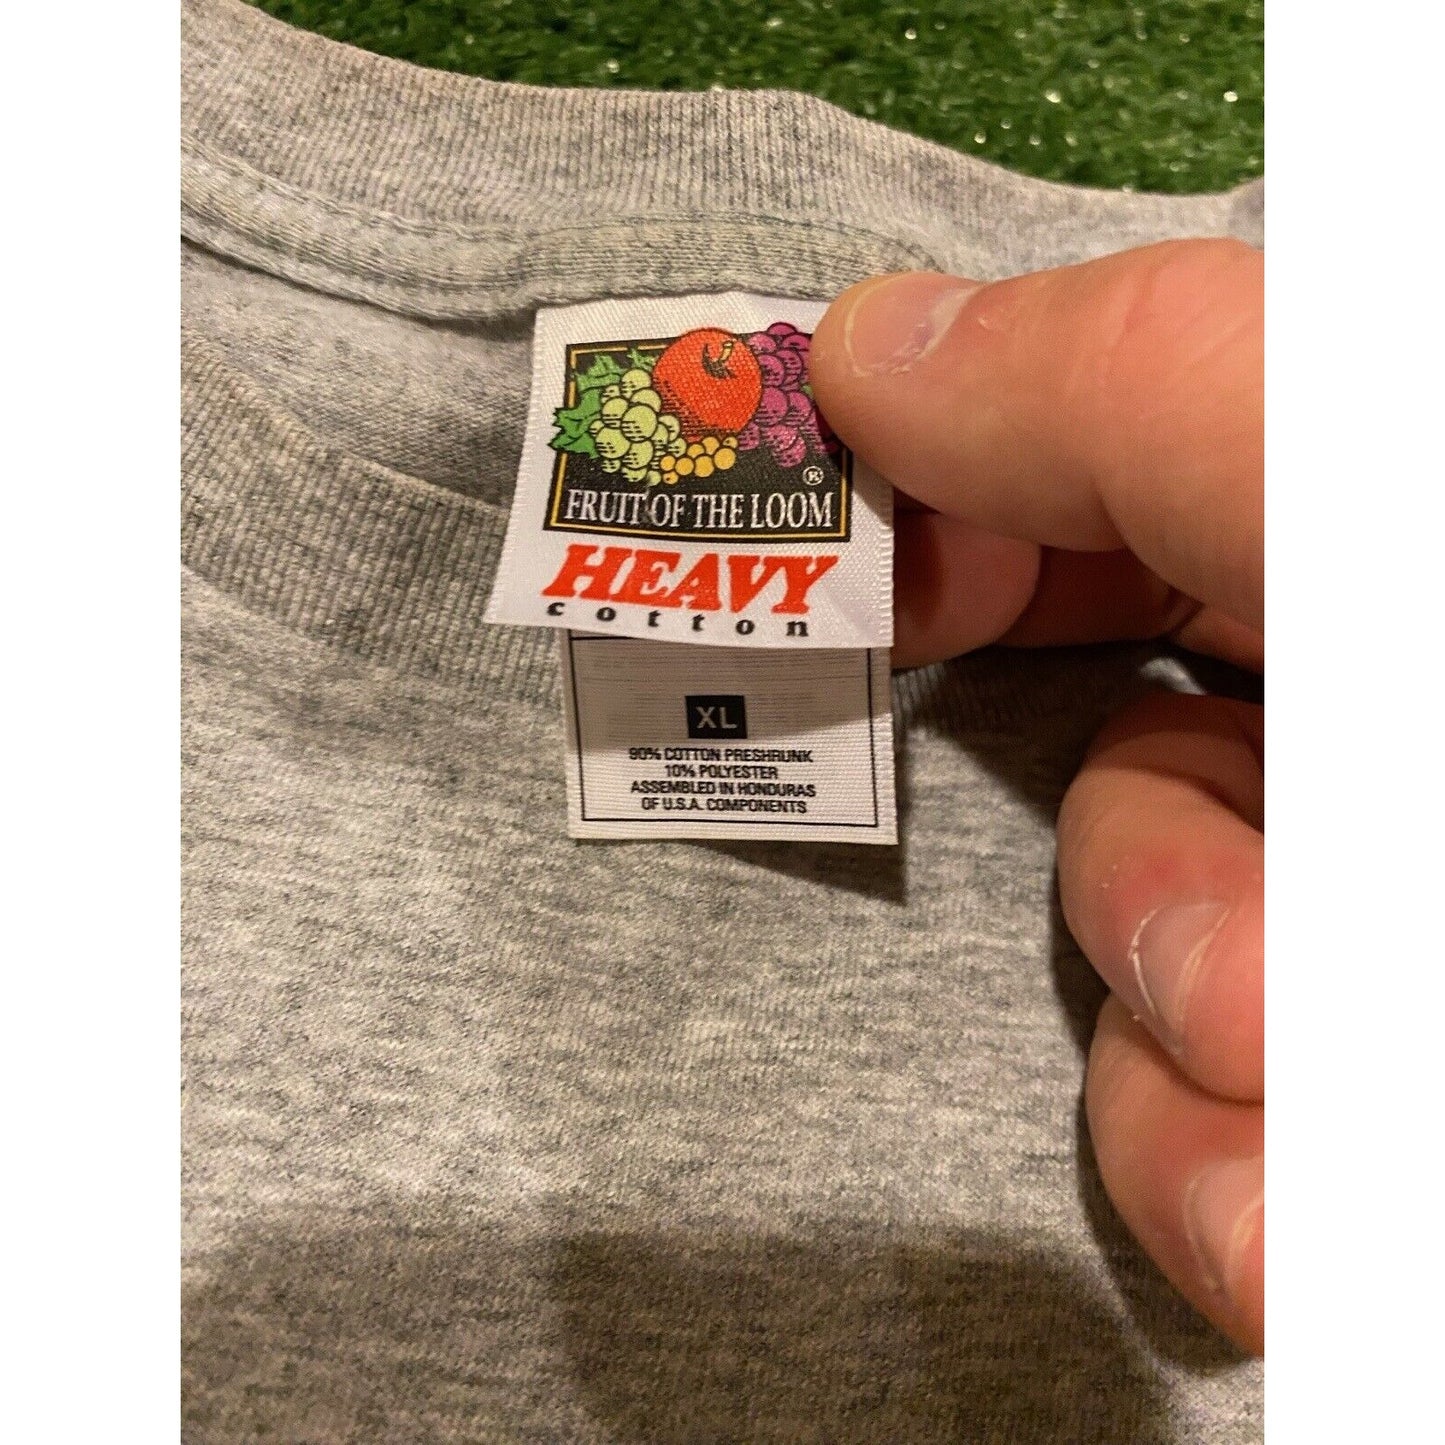 ®
FRUIT OF THE LOOM
HEAVY
cotton
XL
90% COTTON PRESHRUNK
10% POLYESTER
ASSEMBLED IN HONDURAS
OF U.S.A. COMPONENTS